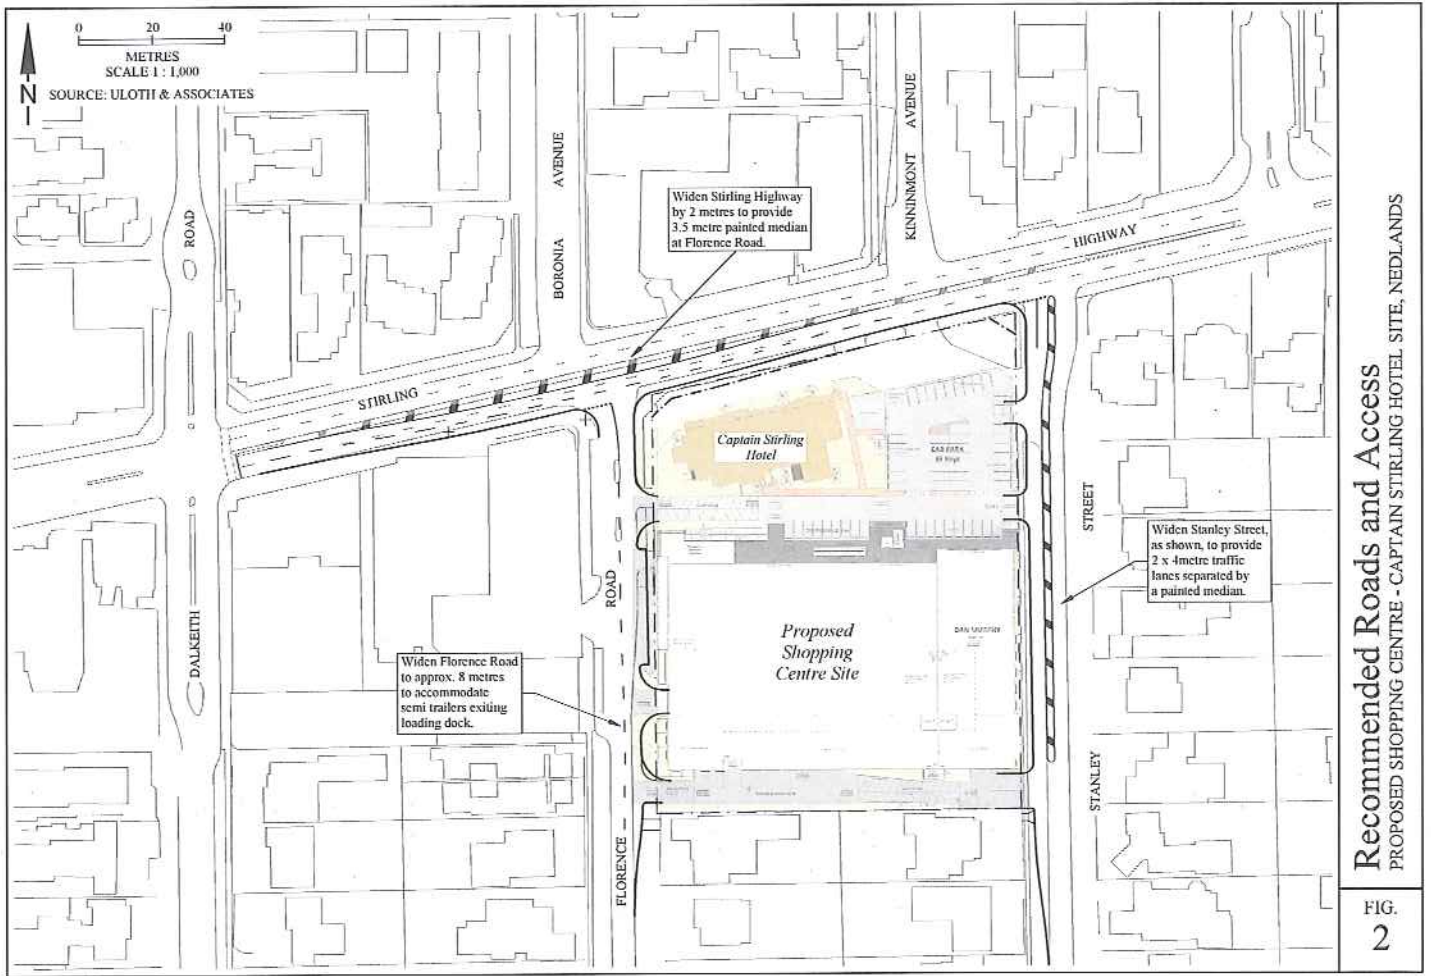 0 20 40
METRES
SCALE 1 : 1,000
N
SOURCE: ULOTH & ASSOCIATES
ROAD
BORONIA AVENUE
KINNINMONT AVENUE
Widen Stirling Highway
by 2 metres to provide
3.5 metre painted median
at Florence Road.
HIGHWAY
STIRLING
Captain Stirling
Hotel
CAR PARK
STREET
Widen Stanley Street,
as shown, to provide
2 x 4metre traffic
lanes separated by
a painted median.
ROAD
DALKEITH
Proposed
Shopping
Centre Site
DAN MURPHY
Widen Florence Road
to approx. 8 metres
to accommodate
semi trailers exiting
loading dock.
STANLEY
FLORENCE
Recommended Roads and Access
PROPOSED SHOPPING CENTRE - CAPTAIN STIRLING HOTEL SITE, NEDLANDS
FIG.
2